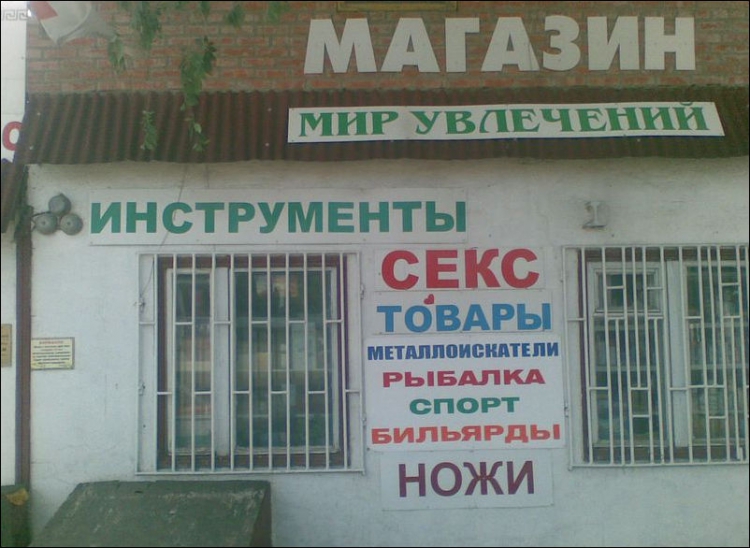 МАГАЗИН
МИР УВЛЕЧЕНИЙ
ИНСТРУМЕНТЫ
СЕКС
ТОВАРЫ
МЕТАЛЛОИСКАТЕЛИ
РЫБАЛКА
СПОРТ
БИЛЬЯРДЫ
НОЖИ